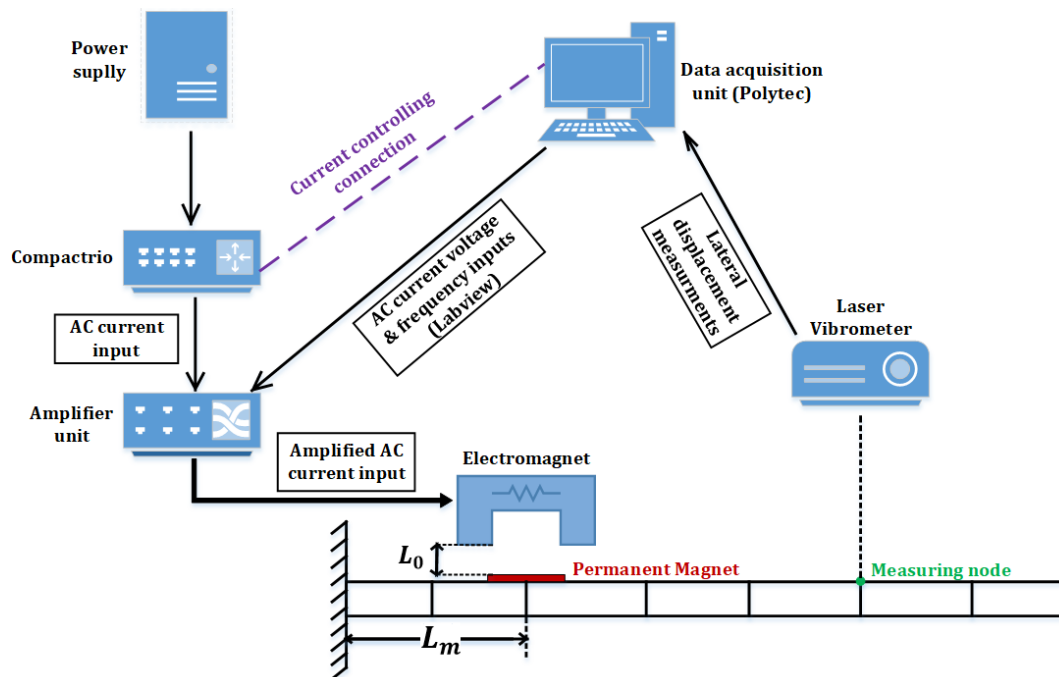 Power
suplly
Data acquisition
unit (Polytec)
Current controlling
connection
Compactrio
AC current
input
AC current voltage
& frequency inputs
(Labview)
Lateral
displacement
measurments
Laser
Vibrometer
Amplifier
unit
Amplified AC
current input
Electromagnet
L₀
Permanent Magnet
Measuring node
Lₘ